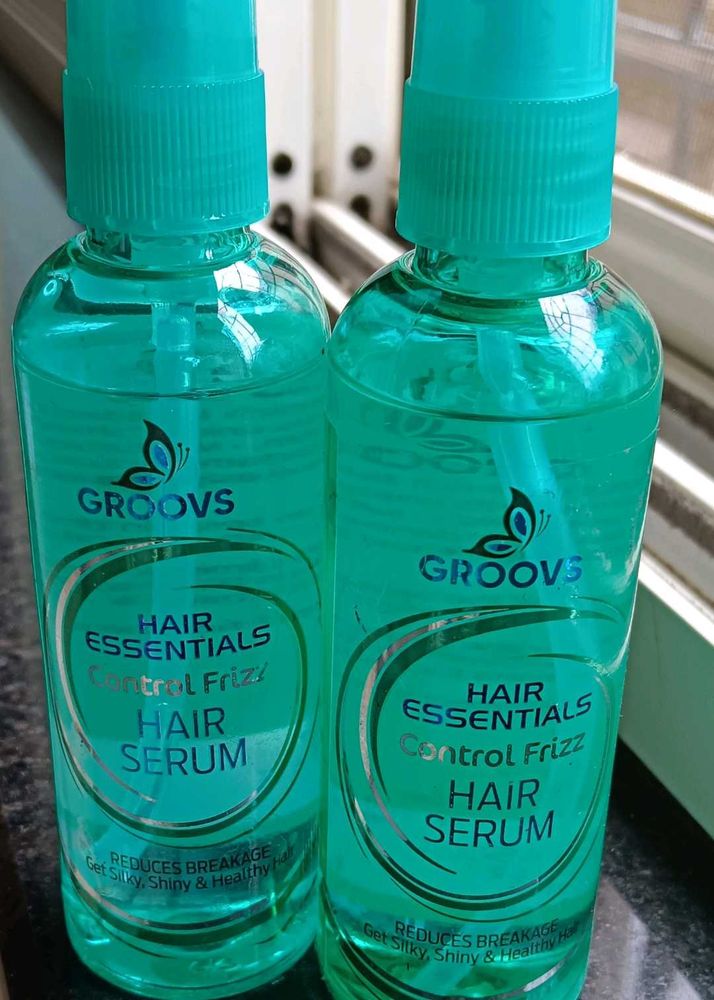 GROOVS
HAIR
ESSENTIALS
Control Frizz
HAIR
SERUM
REDUCES BREAKAGE
Get Silky, Shiny & Healthy Hair
GROOVS
HAIR
ESSENTIALS
Control Frizz
HAIR
SERUM
REDUCES BREAKAGE
Get Silky, Shiny & Healthy Hair